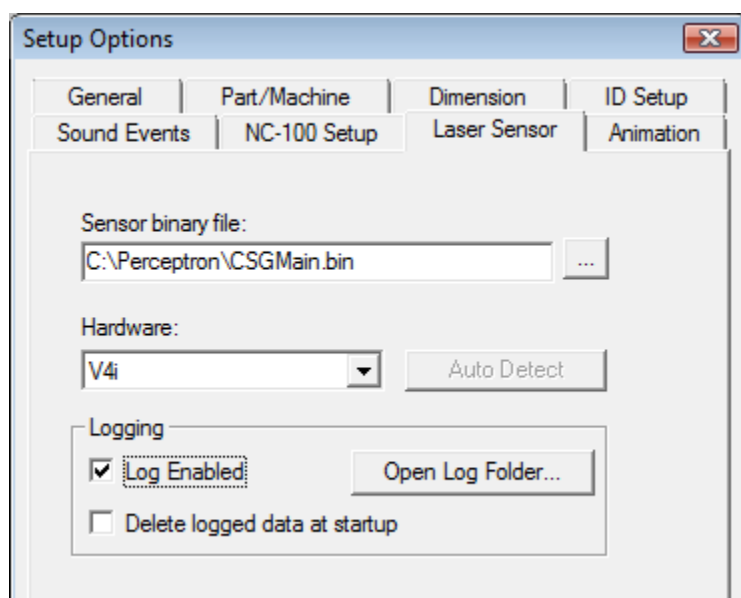 Setup Options
General Part/Machine Dimension ID Setup
Sound Events NC-100 Setup Laser Sensor Animation
Sensor binary file:
C:\Perceptron\CSGMain.bin ...
Hardware:
V4i Auto Detect
Logging
Log Enabled Open Log Folder...
Delete logged data at startup